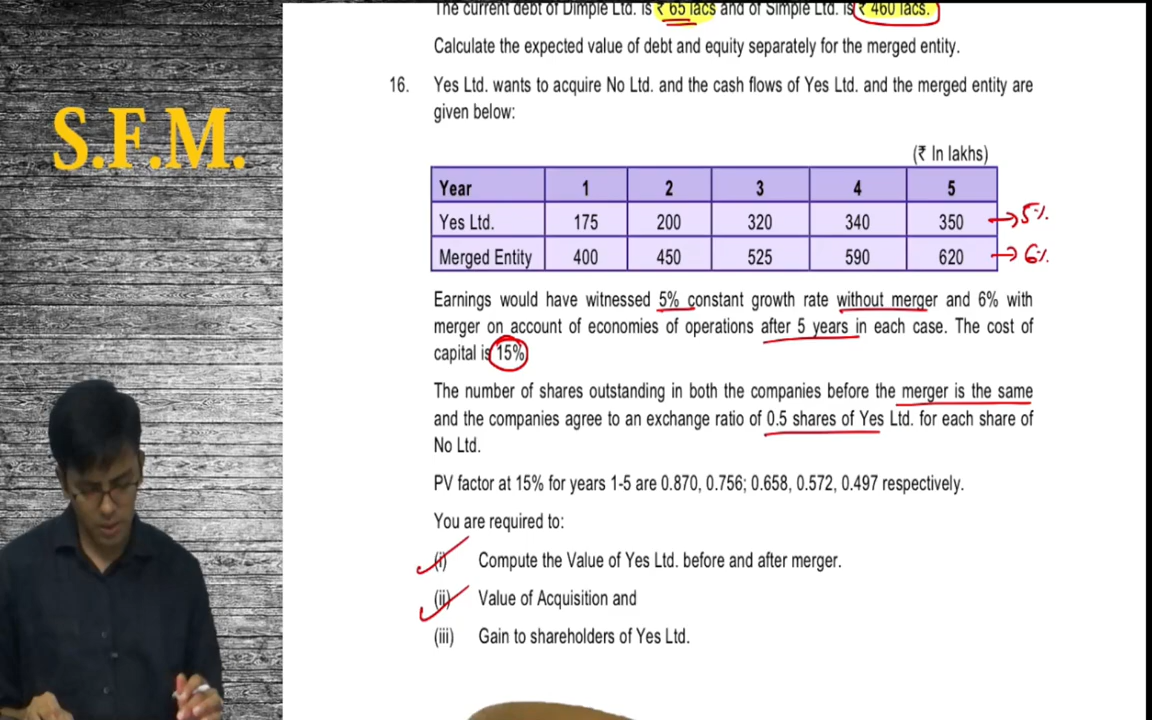 The current debt of Dimple Ltd. is ₹ 65 lacs and of Simple Ltd. is ₹ 460 lacs.
Calculate the expected value of debt and equity separately for the merged entity.
S.F.M.
16. Yes Ltd. wants to acquire No Ltd. and the cash flows of Yes Ltd. and the merged entity are
given below:
(₹ In lakhs)
Year 1 2 3 4 5
Yes Ltd. 175 200 320 340 350 → 5%
Merged Entity 400 450 525 590 620 → 6%
Earnings would have witnessed 5% constant growth rate without merger and 6% with
merger on account of economies of operations after 5 years in each case. The cost of
capital is 15%
The number of shares outstanding in both the companies before the merger is the same
and the companies agree to an exchange ratio of 0.5 shares of Yes Ltd. for each share of
No Ltd.
PV factor at 15% for years 1-5 are 0.870, 0.756; 0.658, 0.572, 0.497 respectively.
You are required to:
(i) Compute the Value of Yes Ltd. before and after merger.
(ii) Value of Acquisition and
(iii) Gain to shareholders of Yes Ltd.